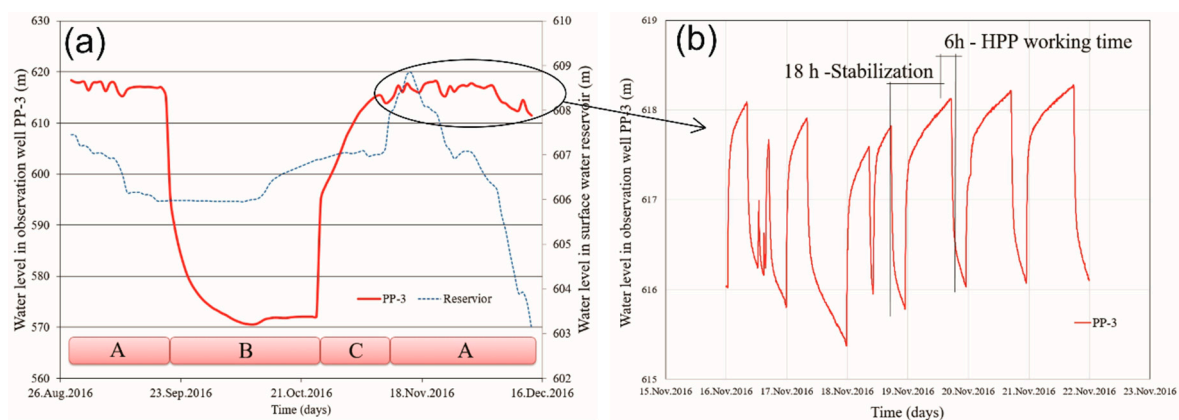 (a)
630
620
610
600
590
580
570
560
Water level in observation well PP-3 (m)
610
609
608
607
606
605
604
603
602
Water level in surface water reservoir (m)
PP-3
Reservior
A
B
C
A
26.Aug.2016
23.Sep.2016
21.Oct.2016
18.Nov.2016
16.Dec.2016
Time (days)
(b)
619
618
617
616
615
Water level in observation well PP-3 (m)
6h - HPP working time
18 h -Stabilization
PP-3
15.Nov.2016
16.Nov.2016
17.Nov.2016
18.Nov.2016
19.Nov.2016
20.Nov.2016
21.Nov.2016
22.Nov.2016
23.Nov.2016
Time (days)